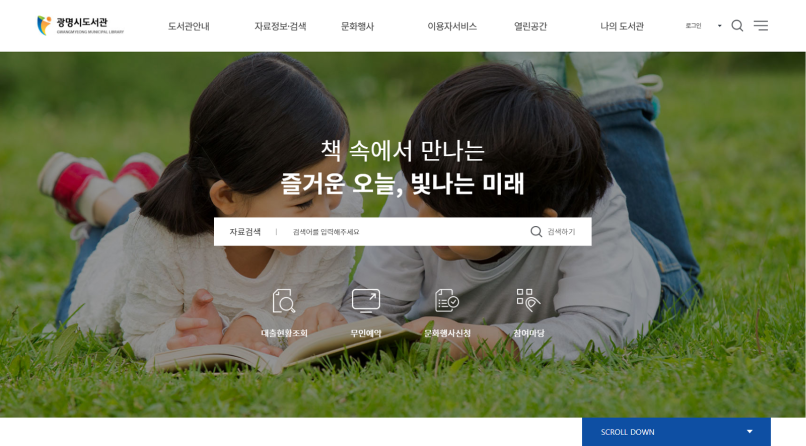 광명시도서관
GWANGMYEONG MUNICIPAL LIBRARY
도서관안내
자료정보·검색
문화행사
이용자서비스
열린공간
나의 도서관
로그인
책 속에서 만나는
즐거운 오늘, 빛나는 미래
자료검색
검색어를 입력해주세요
검색하기
대출현황조회
무인예약
문화행사신청
참여마당
SCROLL DOWN